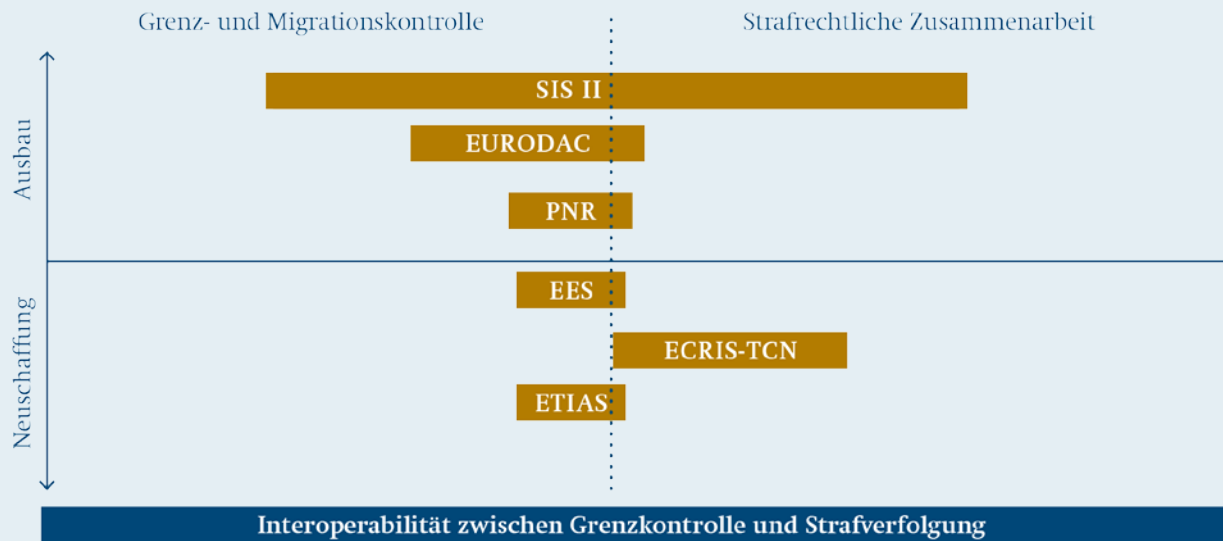 Grenz- und Migrationskontrolle
Strafrechtliche Zusammenarbeit
Ausbau
SIS II
EURODAC
PNR
Neuschaffung
EES
ECRIS-TCN
ETIAS
Interoperabilität zwischen Grenzkontrolle und Strafverfolgung